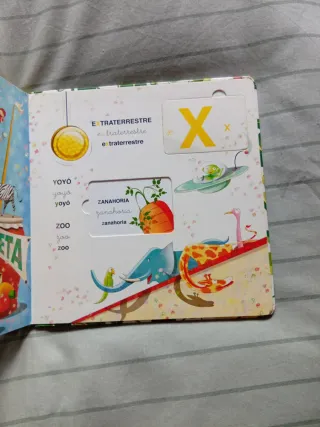 EXTRATERRESTRE
extraterrestre
extraterrestre
X x
YOYÓ
yoyó
yoyó
ZANAHORIA
zanahoria
zanahoria
ZOO
zoo
zoo
ETA